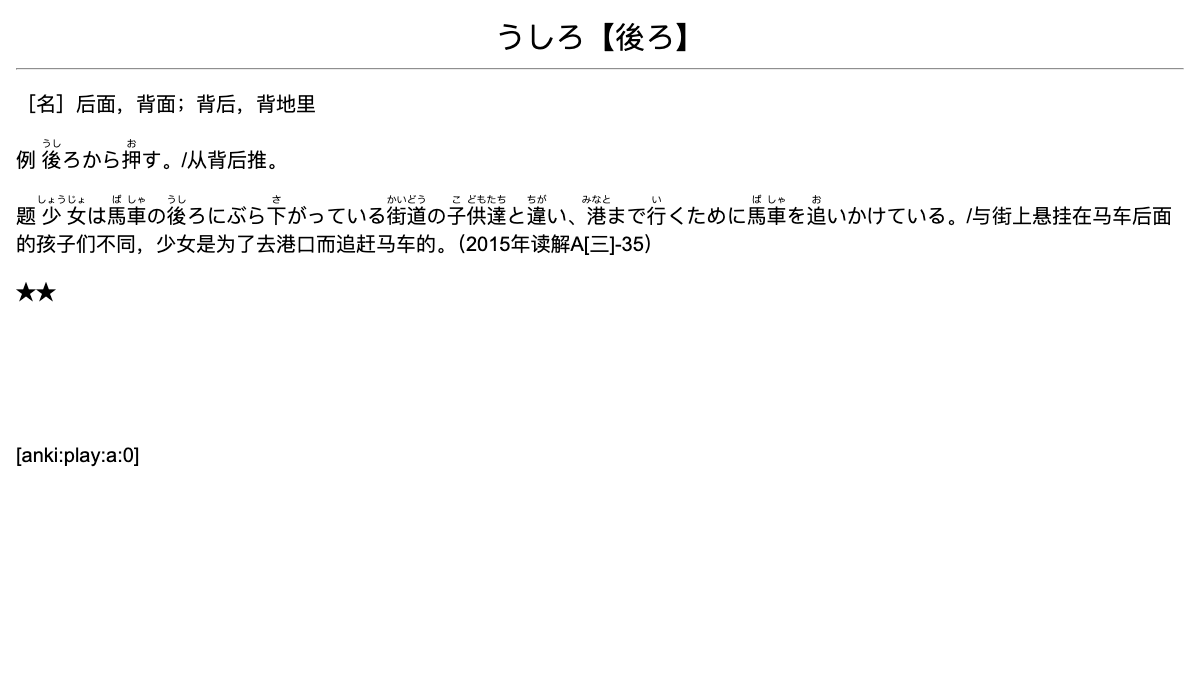 うしろ【後ろ】
［名］后面，背面；背后，背地里
例 後ろから押す。/从背后推。
题 少女は馬車の後ろにぶら下がっている街道の子供達と違い、港まで行くために馬車を追いかけている。/与街上悬挂在马车后面
的孩子们不同，少女是为了去港口而追赶马车的。（2015年读解A[三]-35）
★★
[anki:play:a:0]